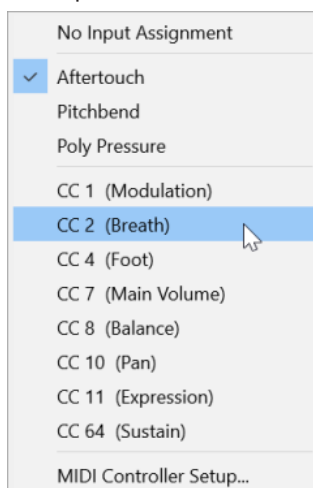 No Input Assignment
Aftertouch
Pitchbend
Poly Pressure
CC 1 (Modulation)
CC 2 (Breath)
CC 4 (Foot)
CC 7 (Main Volume)
CC 8 (Balance)
CC 10 (Pan)
CC 11 (Expression)
CC 64 (Sustain)
MIDI Controller Setup...